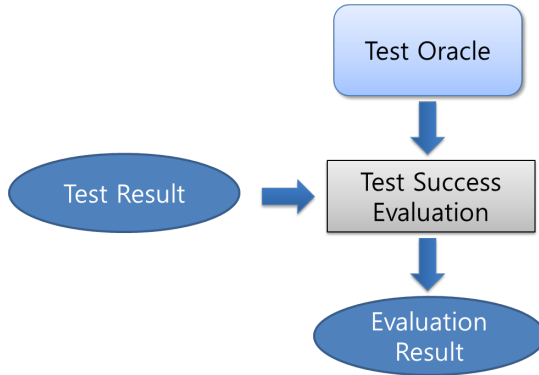 Test Oracle
Test Result
Test Success
Evaluation
Evaluation
Result